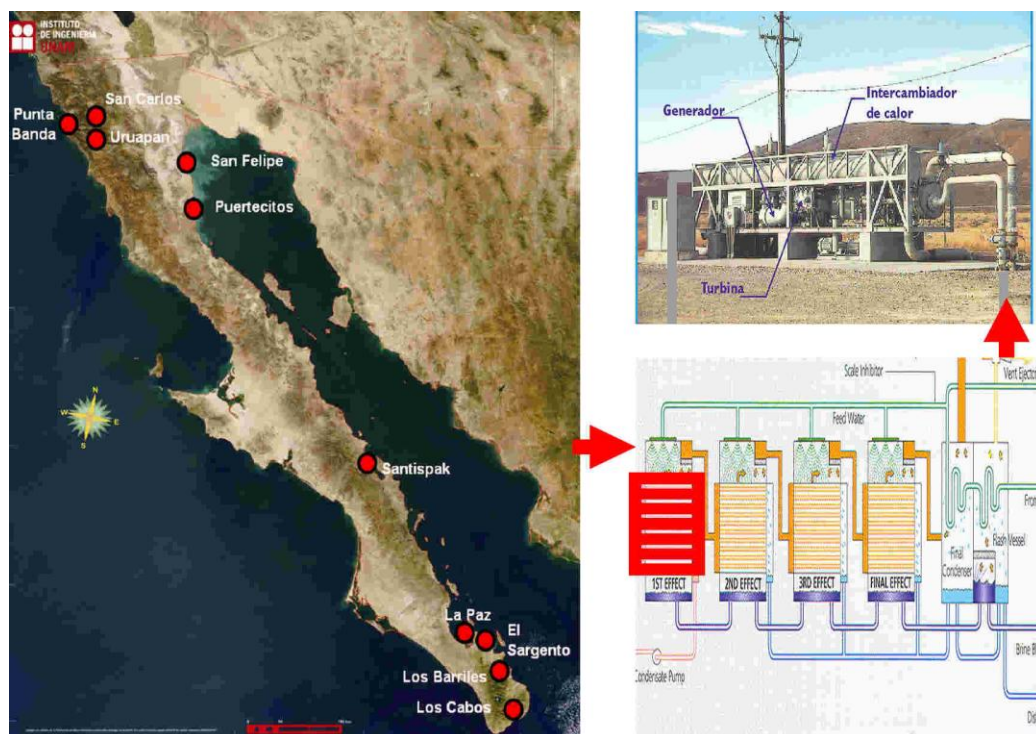 INSTITUTO
DE INGENIERÍA
UNAM
San Carlos
Punta
Banda
Uruapan
San Felipe
Puertecitos
N
W
E
S
Santispak
La Paz
El
Sargento
Los Barriles
Los Cabos
Generador
Intercambiador
de calor
Turbina
Scale Inhibitor
Vent Ejecto
Feed Water
Fron
Final
Condenser
Flash Vessel
1ST EFFECT
2ND EFFECT
3RD EFFECT
FINAL EFFECT
Condensate Pump
Brine B
Dis